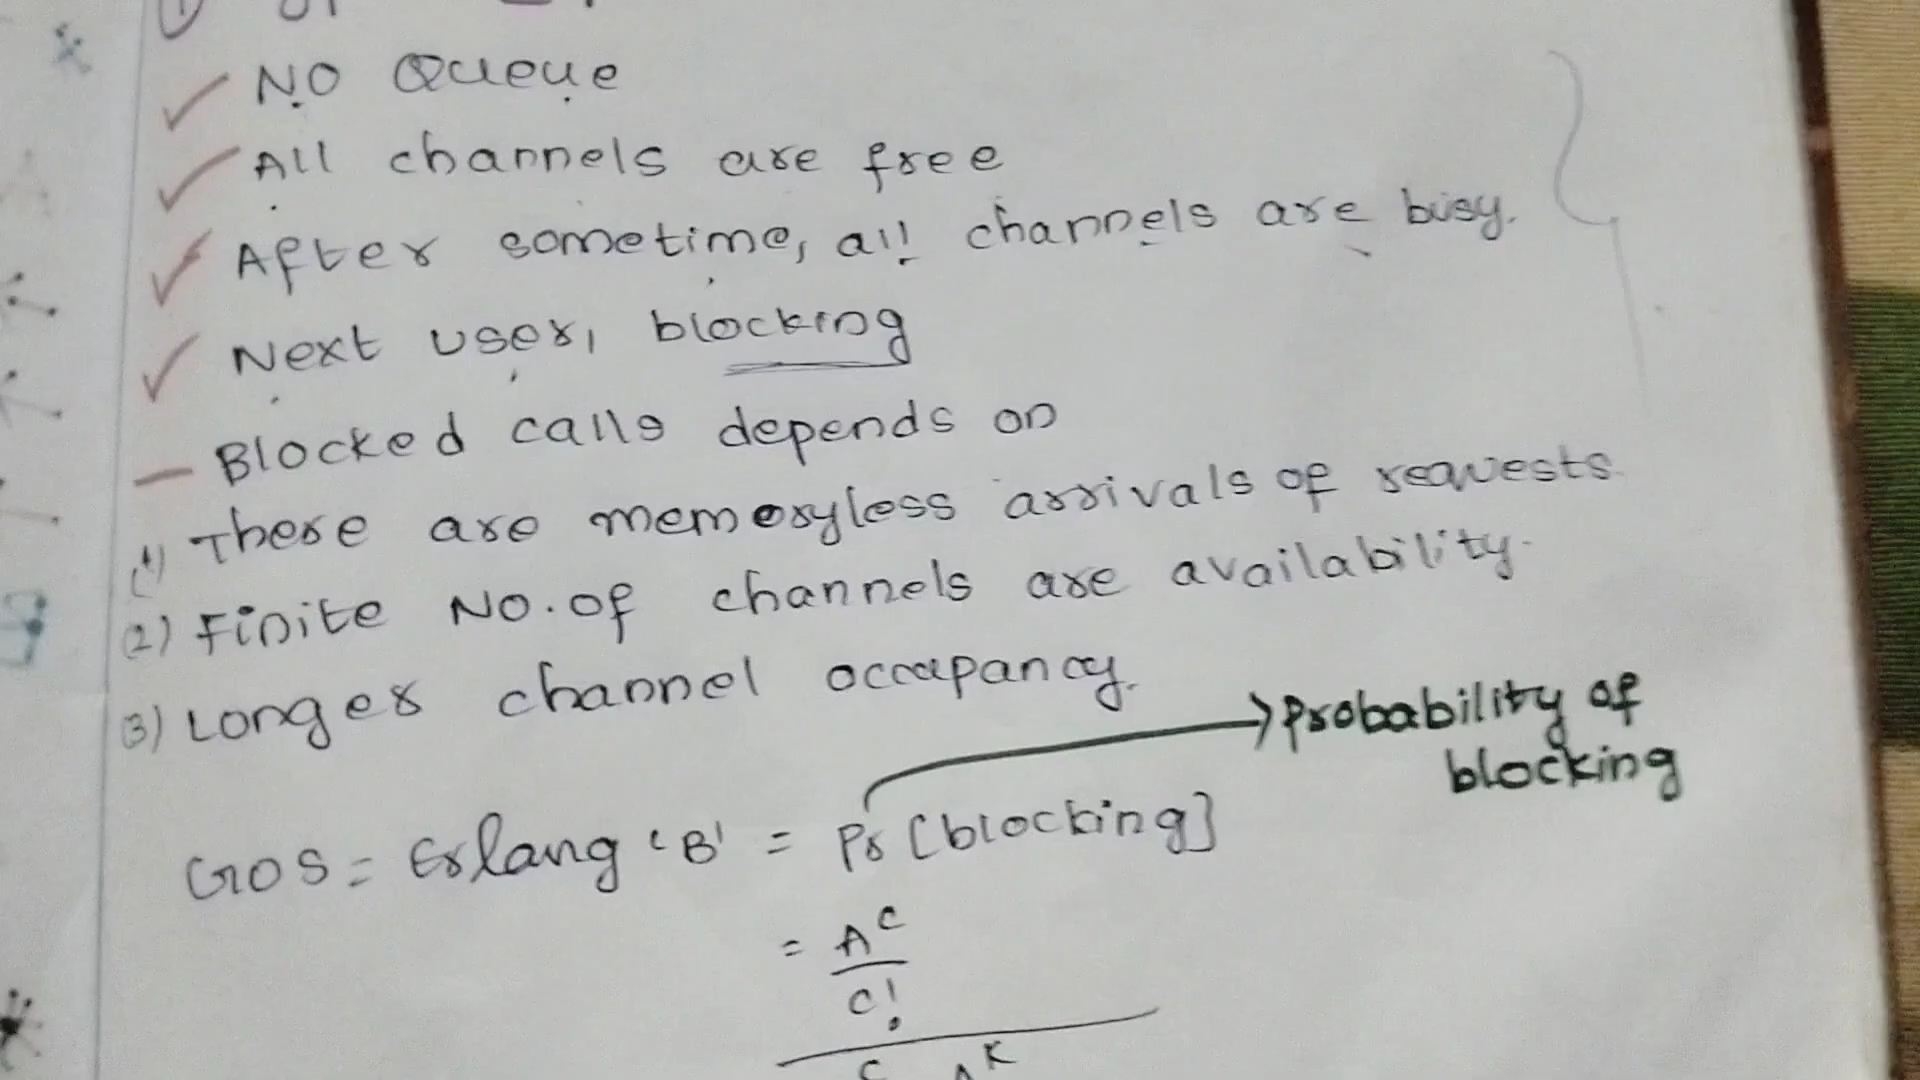 NO Queue
All channels are free
After sometime, all channels are busy.
Next user, blocking
- Blocked calls depends on
(1) There are memoryless arrivals of requests
(2) Finite NO. of channels are availability.
(3) Longer channel occupancy.
→ Probability of
blocking
GOS = Erlang 'B' = Pr [blocking]
= A^C
C!
C A^K